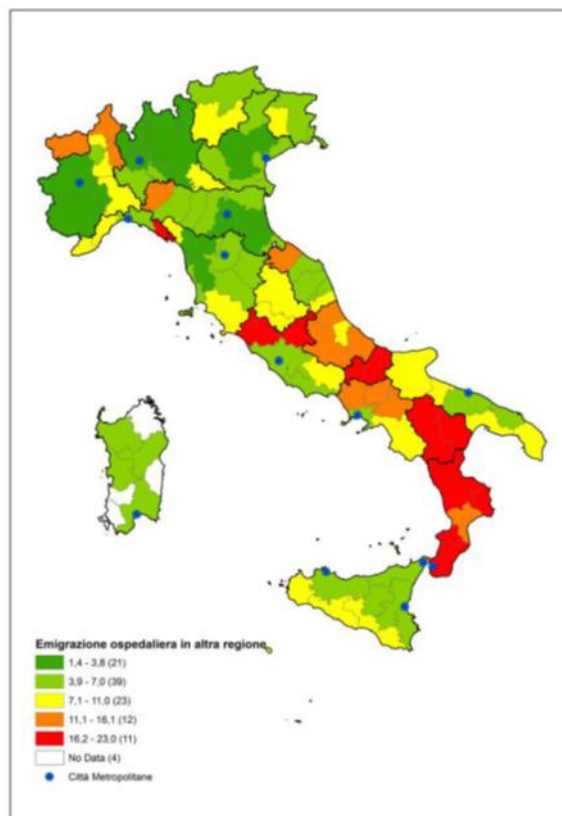 Emigrazione ospedaliera in altra regione
1,4 - 3,8 (21)
3,9 - 7,0 (39)
7,1 - 11,0 (23)
11,1 - 16,1 (12)
16,2 - 23,0 (11)
No Data (4)
Città Metropolitane